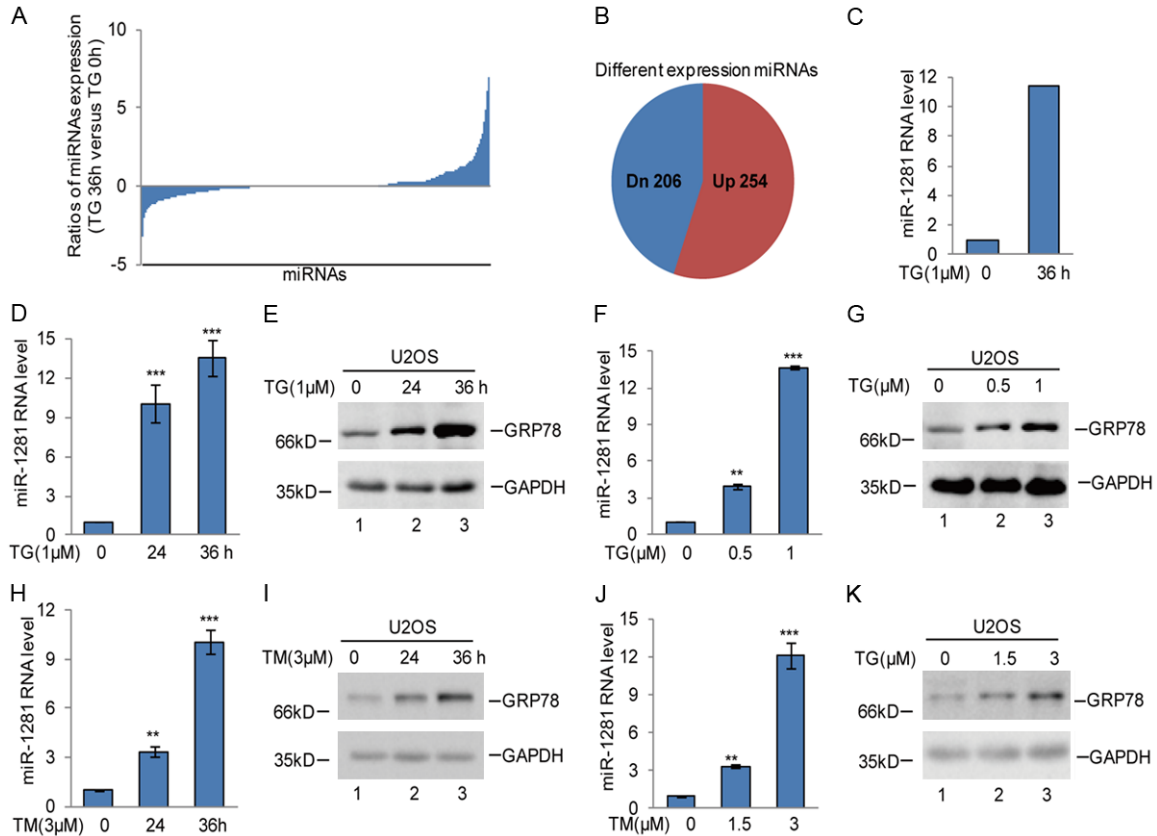 A
Ratios of miRNAs expression
(TG 36h versus TG 0h)
10
5
0
-5
miRNAs
B
Different expression miRNAs
Dn 206
Up 254
C
miR-1281 RNA level
12
10
8
6
4
2
0
TG(1µM) 0 36 h
D
miR-1281 RNA level
15
12
9
6
3
0
***
***
TG(1µM) 0 24 36 h
E
U2OS
TG(1µM) 0 24 36 h
66kD
GRP78
35kD
GAPDH
1 2 3
F
miR-1281 RNA level
15
12
9
6
3
0
**
***
TG(µM) 0 0.5 1
G
U2OS
TG(µM) 0 0.5 1
66kD
GRP78
35kD
GAPDH
1 2 3
H
miR-1281 RNA level
12
9
6
3
0
**
***
TM(3µM) 0 24 36h
I
U2OS
TM(3µM) 0 24 36 h
66kD
GRP78
35kD
GAPDH
1 2 3
J
miR-1281 RNA level
15
12
9
6
3
0
**
***
TM(µM) 0 1.5 3
K
U2OS
TG(µM) 0 1.5 3
66kD
GRP78
35kD
GAPDH
1 2 3